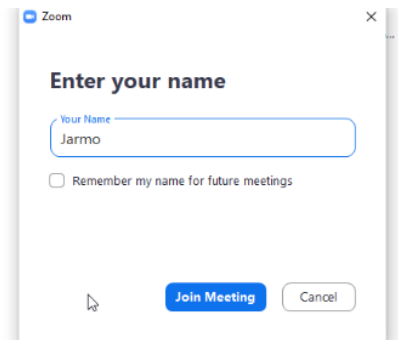 Zoom
Enter your name
Your Name
Jarmo
Remember my name for future meetings
Join Meeting Cancel